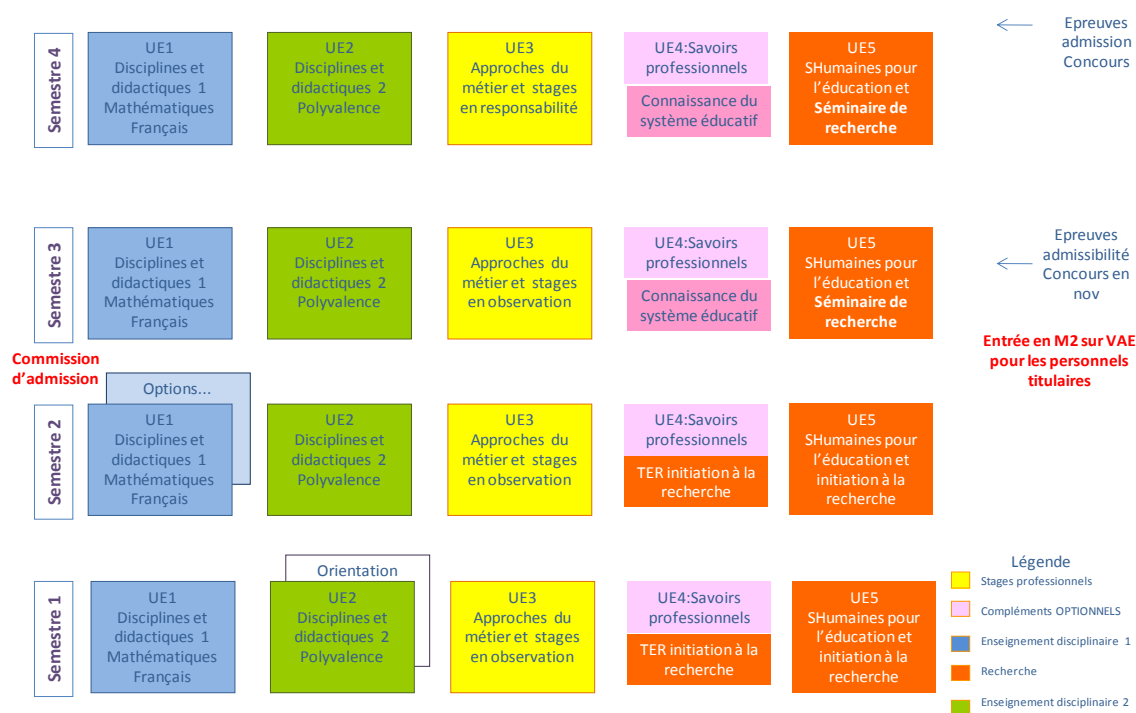 Semestre 4
UE1
Disciplines et
didactiques 1
Mathématiques
Français
UE2
Disciplines et
didactiques 2
Polyvalence
UE3
Approches du
métier et stages
en responsabilité
UE4:Savoirs
professionnels
Connaissance du
système éducatif
UE5
SHumaines pour
l'éducation et
Séminaire de
recherche
Epreuves
admission
Concours
Semestre 3
UE1
Disciplines et
didactiques 1
Mathématiques
Français
UE2
Disciplines et
didactiques 2
Polyvalence
UE3
Approches du
métier et stages
en observation
UE4:Savoirs
professionnels
Connaissance du
système éducatif
UE5
SHumaines pour
l'éducation et
Séminaire de
recherche
Epreuves
admissibilité
Concours en
nov
Commission
d'admission
Entrée en M2 sur VAE
pour les personnels
titulaires
Semestre 2
Options...
UE1
Disciplines et
didactiques 1
Mathématiques
Français
UE2
Disciplines et
didactiques 2
Polyvalence
UE3
Approches du
métier et stages
en observation
UE4:Savoirs
professionnels
TER initiation à la
recherche
UE5
SHumaines pour
l'éducation et
initiation à la
recherche
Semestre 1
UE1
Disciplines et
didactiques 1
Mathématiques
Français
Orientation
UE2
Disciplines et
didactiques 2
Polyvalence
UE3
Approches du
métier et stages
en observation
UE4:Savoirs
professionnels
TER initiation à la
recherche
UE5
SHumaines pour
l'éducation et
initiation à la
recherche
Légende
Stages professionnels
Compléments OPTIONNELS
Enseignement disciplinaire 1
Recherche
Enseignement disciplinaire 2